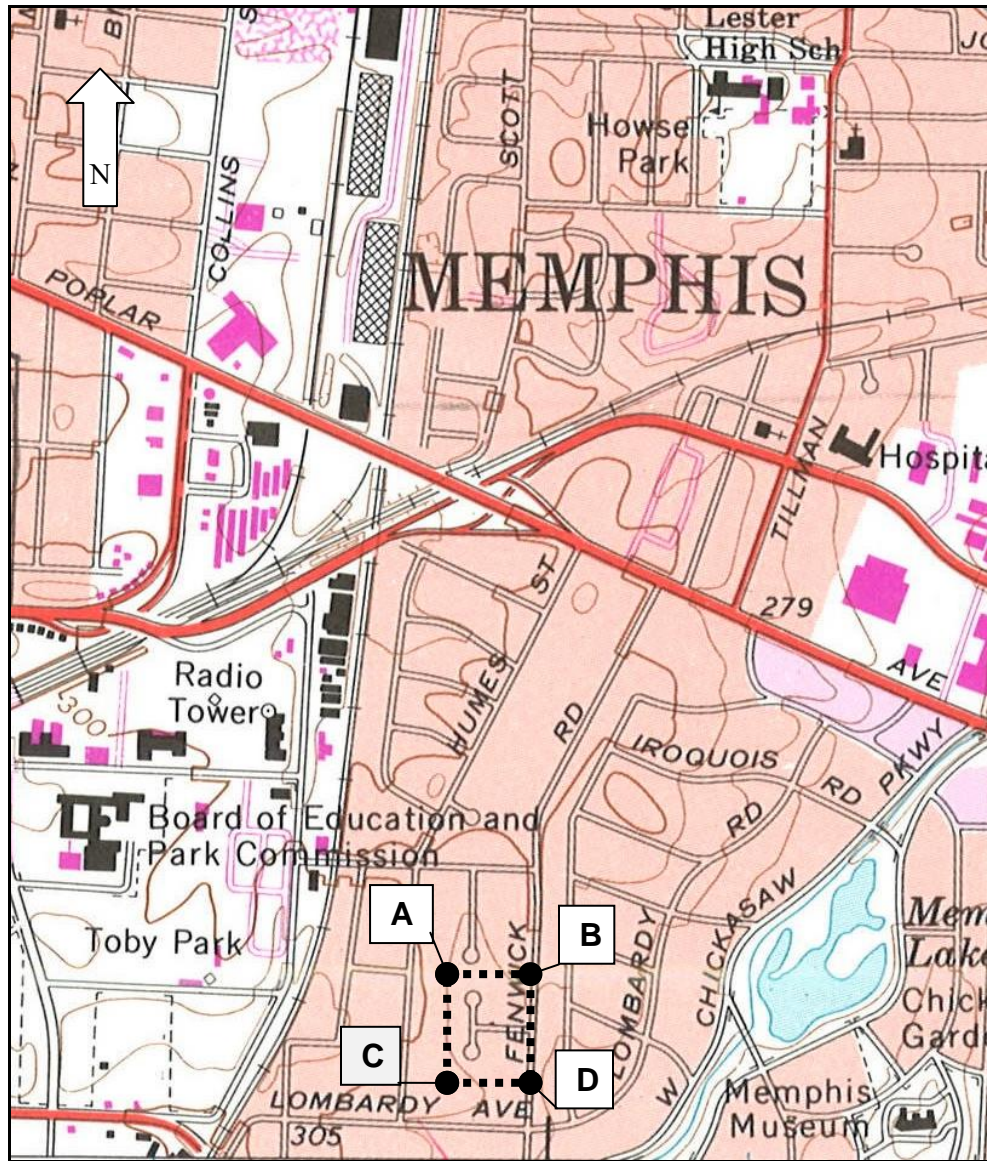 Lester
High Sch
N
SCOTT
Howse
Park
COLLINS
MEMPHIS
POPLAR
TILLMAN
Hospita
ST
279
AVE
Radio
Tower
300
HUMES
RD
IROQUOIS
RD
PKWY
RD
Board of Education and
Park Commission
CHICKASAW
A
B
Toby Park
FENWICK
LOMBARDY
Mem
Lake
Chick
Garde
C
D
W
LOMBARDY AVE
305
Memphis
Museum